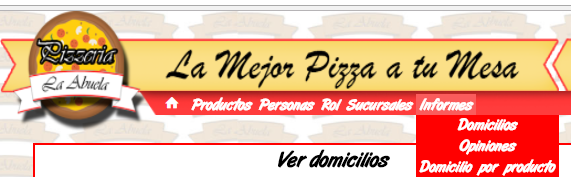 Pizzeria
La Abuela
La Mejor Pizza a tu Mesa
Productos Personas Rol Sucursales Informes
Domicilios
Opiniones
Domicilio por producto
Ver domicilios